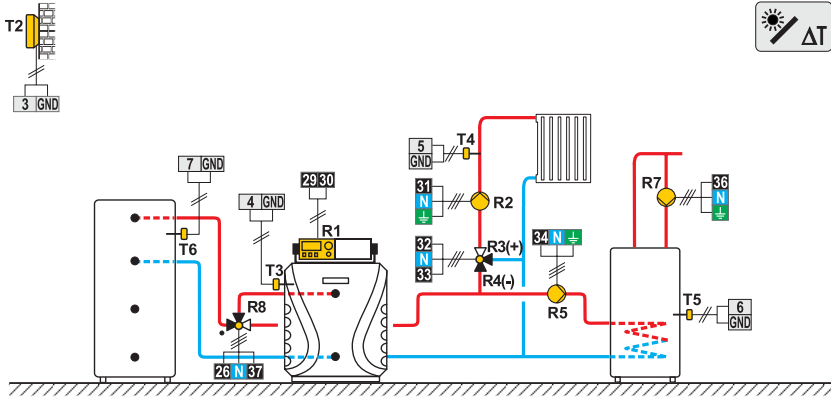 T2
3 GND
ΔT
7 GND
T6
4 GND
T3
29 30
R1
R8
26 N 37
5
GND
T4
31
N
R2
32
N
33
R3(+)
R4(-)
34 N
R5
R7
36
N
T5
6
GND